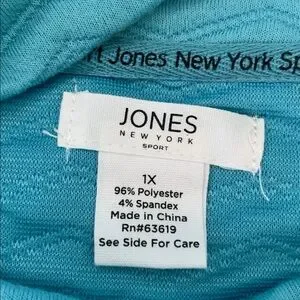 rt Jones New York Sp
JONES
NEW YORK
SPORT
1X
96% Polyester
4% Spandex
Made in China
Rn#63619
See Side For Care